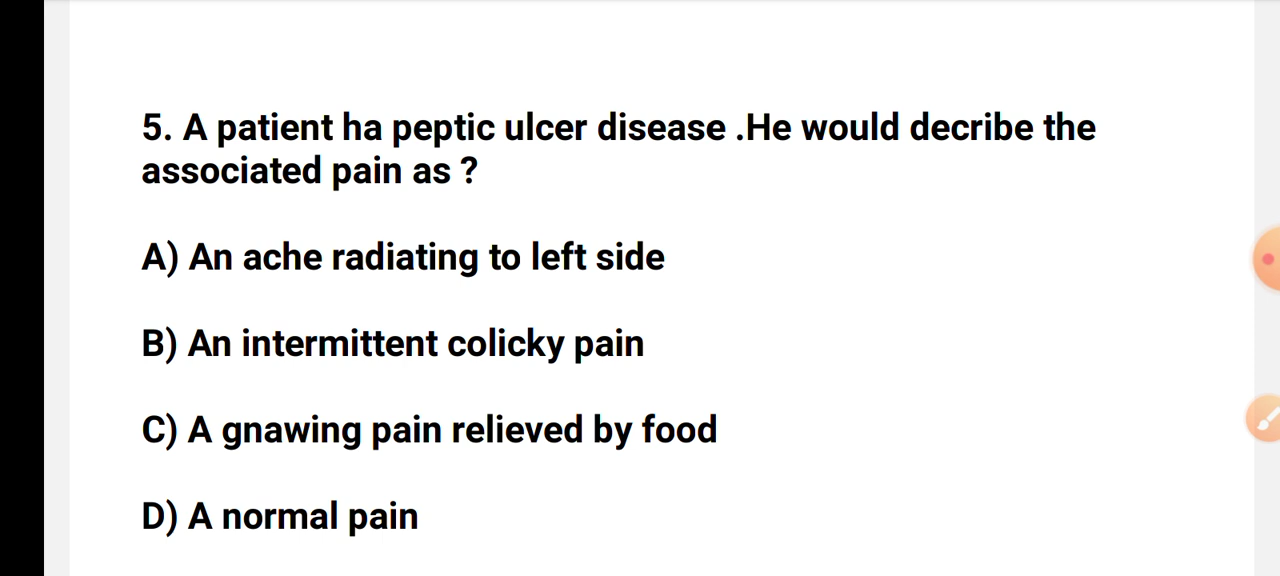 5. A patient ha peptic ulcer disease .He would decribe the
associated pain as ?
A) An ache radiating to left side
B) An intermittent colicky pain
C) A gnawing pain relieved by food
D) A normal pain